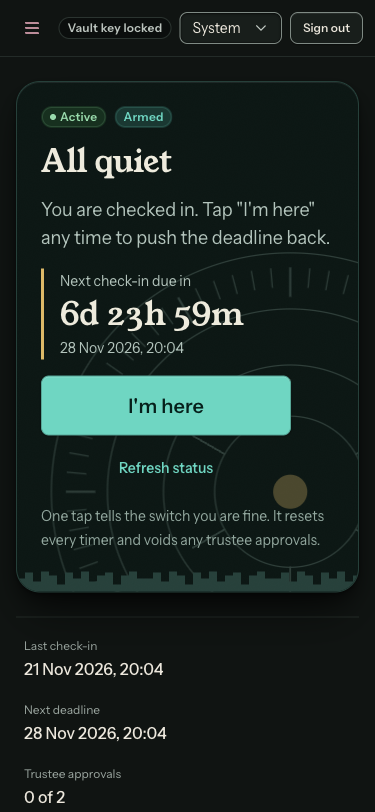 Vault key locked
System
Sign out
Active
Armed
All quiet
You are checked in. Tap "I'm here"
any time to push the deadline back.
Next check-in due in
6d 23h 59m
28 Nov 2026, 20:04
I'm here
Refresh status
One tap tells the switch you are fine. It resets
every timer and voids any trustee approvals.
Last check-in
21 Nov 2026, 20:04
Next deadline
28 Nov 2026, 20:04
Trustee approvals
0 of 2